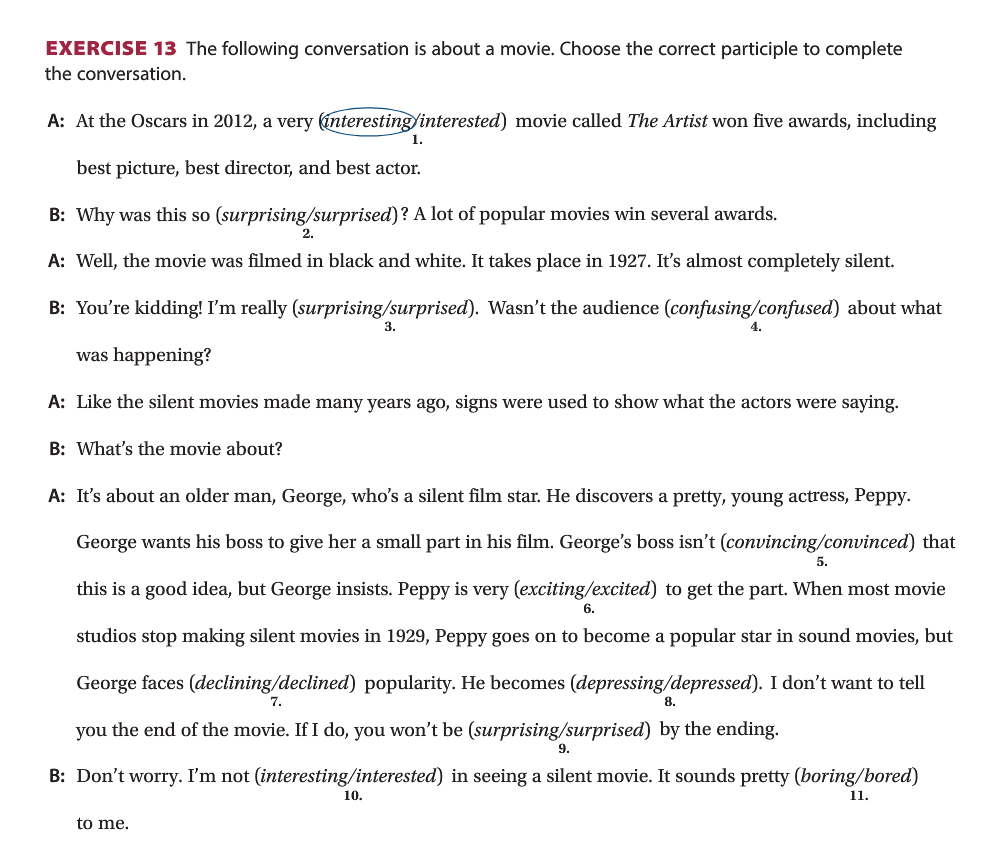 EXERCISE 13 The following conversation is about a movie. Choose the correct participle to complete
the conversation.
A: At the Oscars in 2012, a very (interesting/interested) movie called The Artist won five awards, including
1.
best picture, best director, and best actor.
B: Why was this so (surprising/surprised)? A lot of popular movies win several awards.
2.
A: Well, the movie was filmed in black and white. It takes place in 1927. It's almost completely silent.
B: You're kidding! I'm really (surprising/surprised). Wasn't the audience (confusing/confused) about what
3. 4.
was happening?
A: Like the silent movies made many years ago, signs were used to show what the actors were saying.
B: What's the movie about?
A: It's about an older man, George, who's a silent film star. He discovers a pretty, young actress, Peppy.
George wants his boss to give her a small part in his film. George's boss isn't (convincing/convinced) that
5.
this is a good idea, but George insists. Peppy is very (exciting/excited) to get the part. When most movie
6.
studios stop making silent movies in 1929, Peppy goes on to become a popular star in sound movies, but
George faces (declining/declined) popularity. He becomes (depressing/depressed). I don't want to tell
7. 8.
you the end of the movie. If I do, you won't be (surprising/surprised) by the ending.
9.
B: Don't worry. I'm not (interesting/interested) in seeing a silent movie. It sounds pretty (boring/bored)
10. 11.
to me.